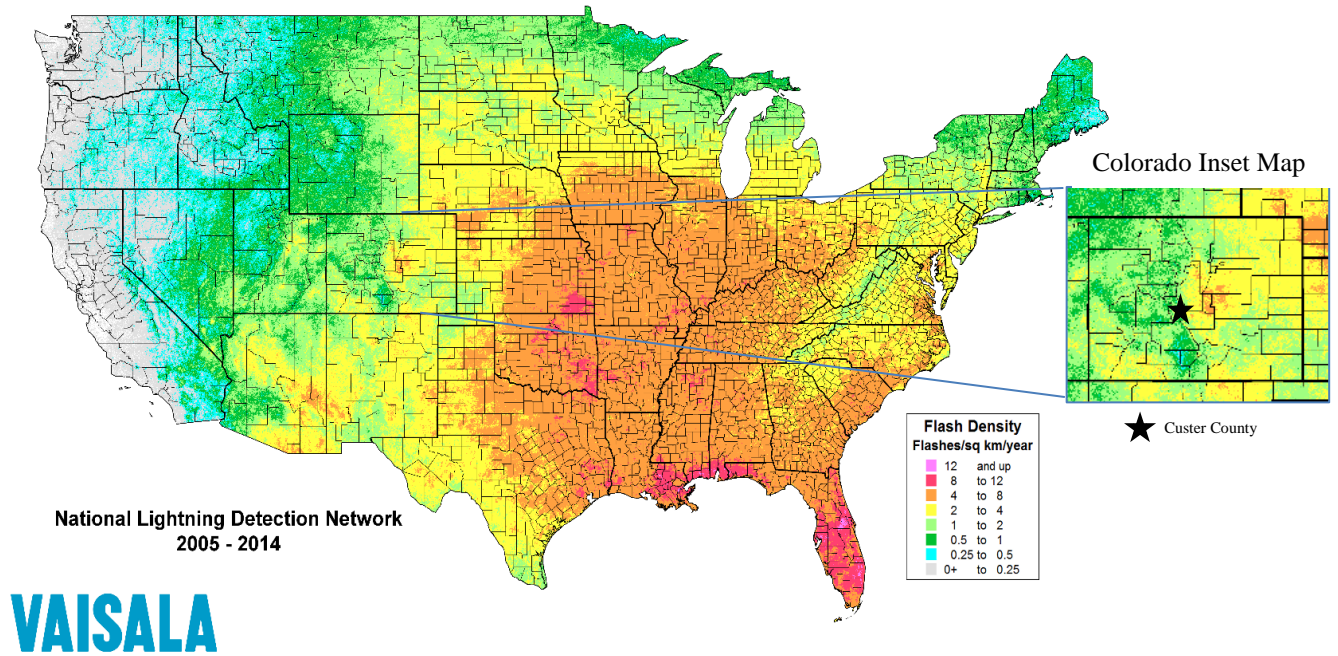 Colorado Inset Map
Custer County
Flash Density
Flashes/sq km/year
12 and up
8 to 12
4 to 8
2 to 4
1 to 2
0.5 to 1
0.25 to 0.5
0+ to 0.25
National Lightning Detection Network
2005 - 2014
VAISALA